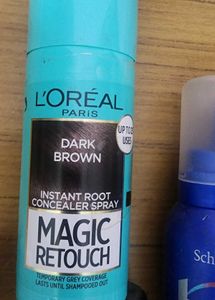 L'ORÉAL
PARIS
UP TO 25
USES
DARK
BROWN
INSTANT ROOT
CONCEALER SPRAY
MAGIC
RETOUCH
TEMPORARY GREY COVERAGE
LASTS UNTIL SHAMPOOED OUT
Sch